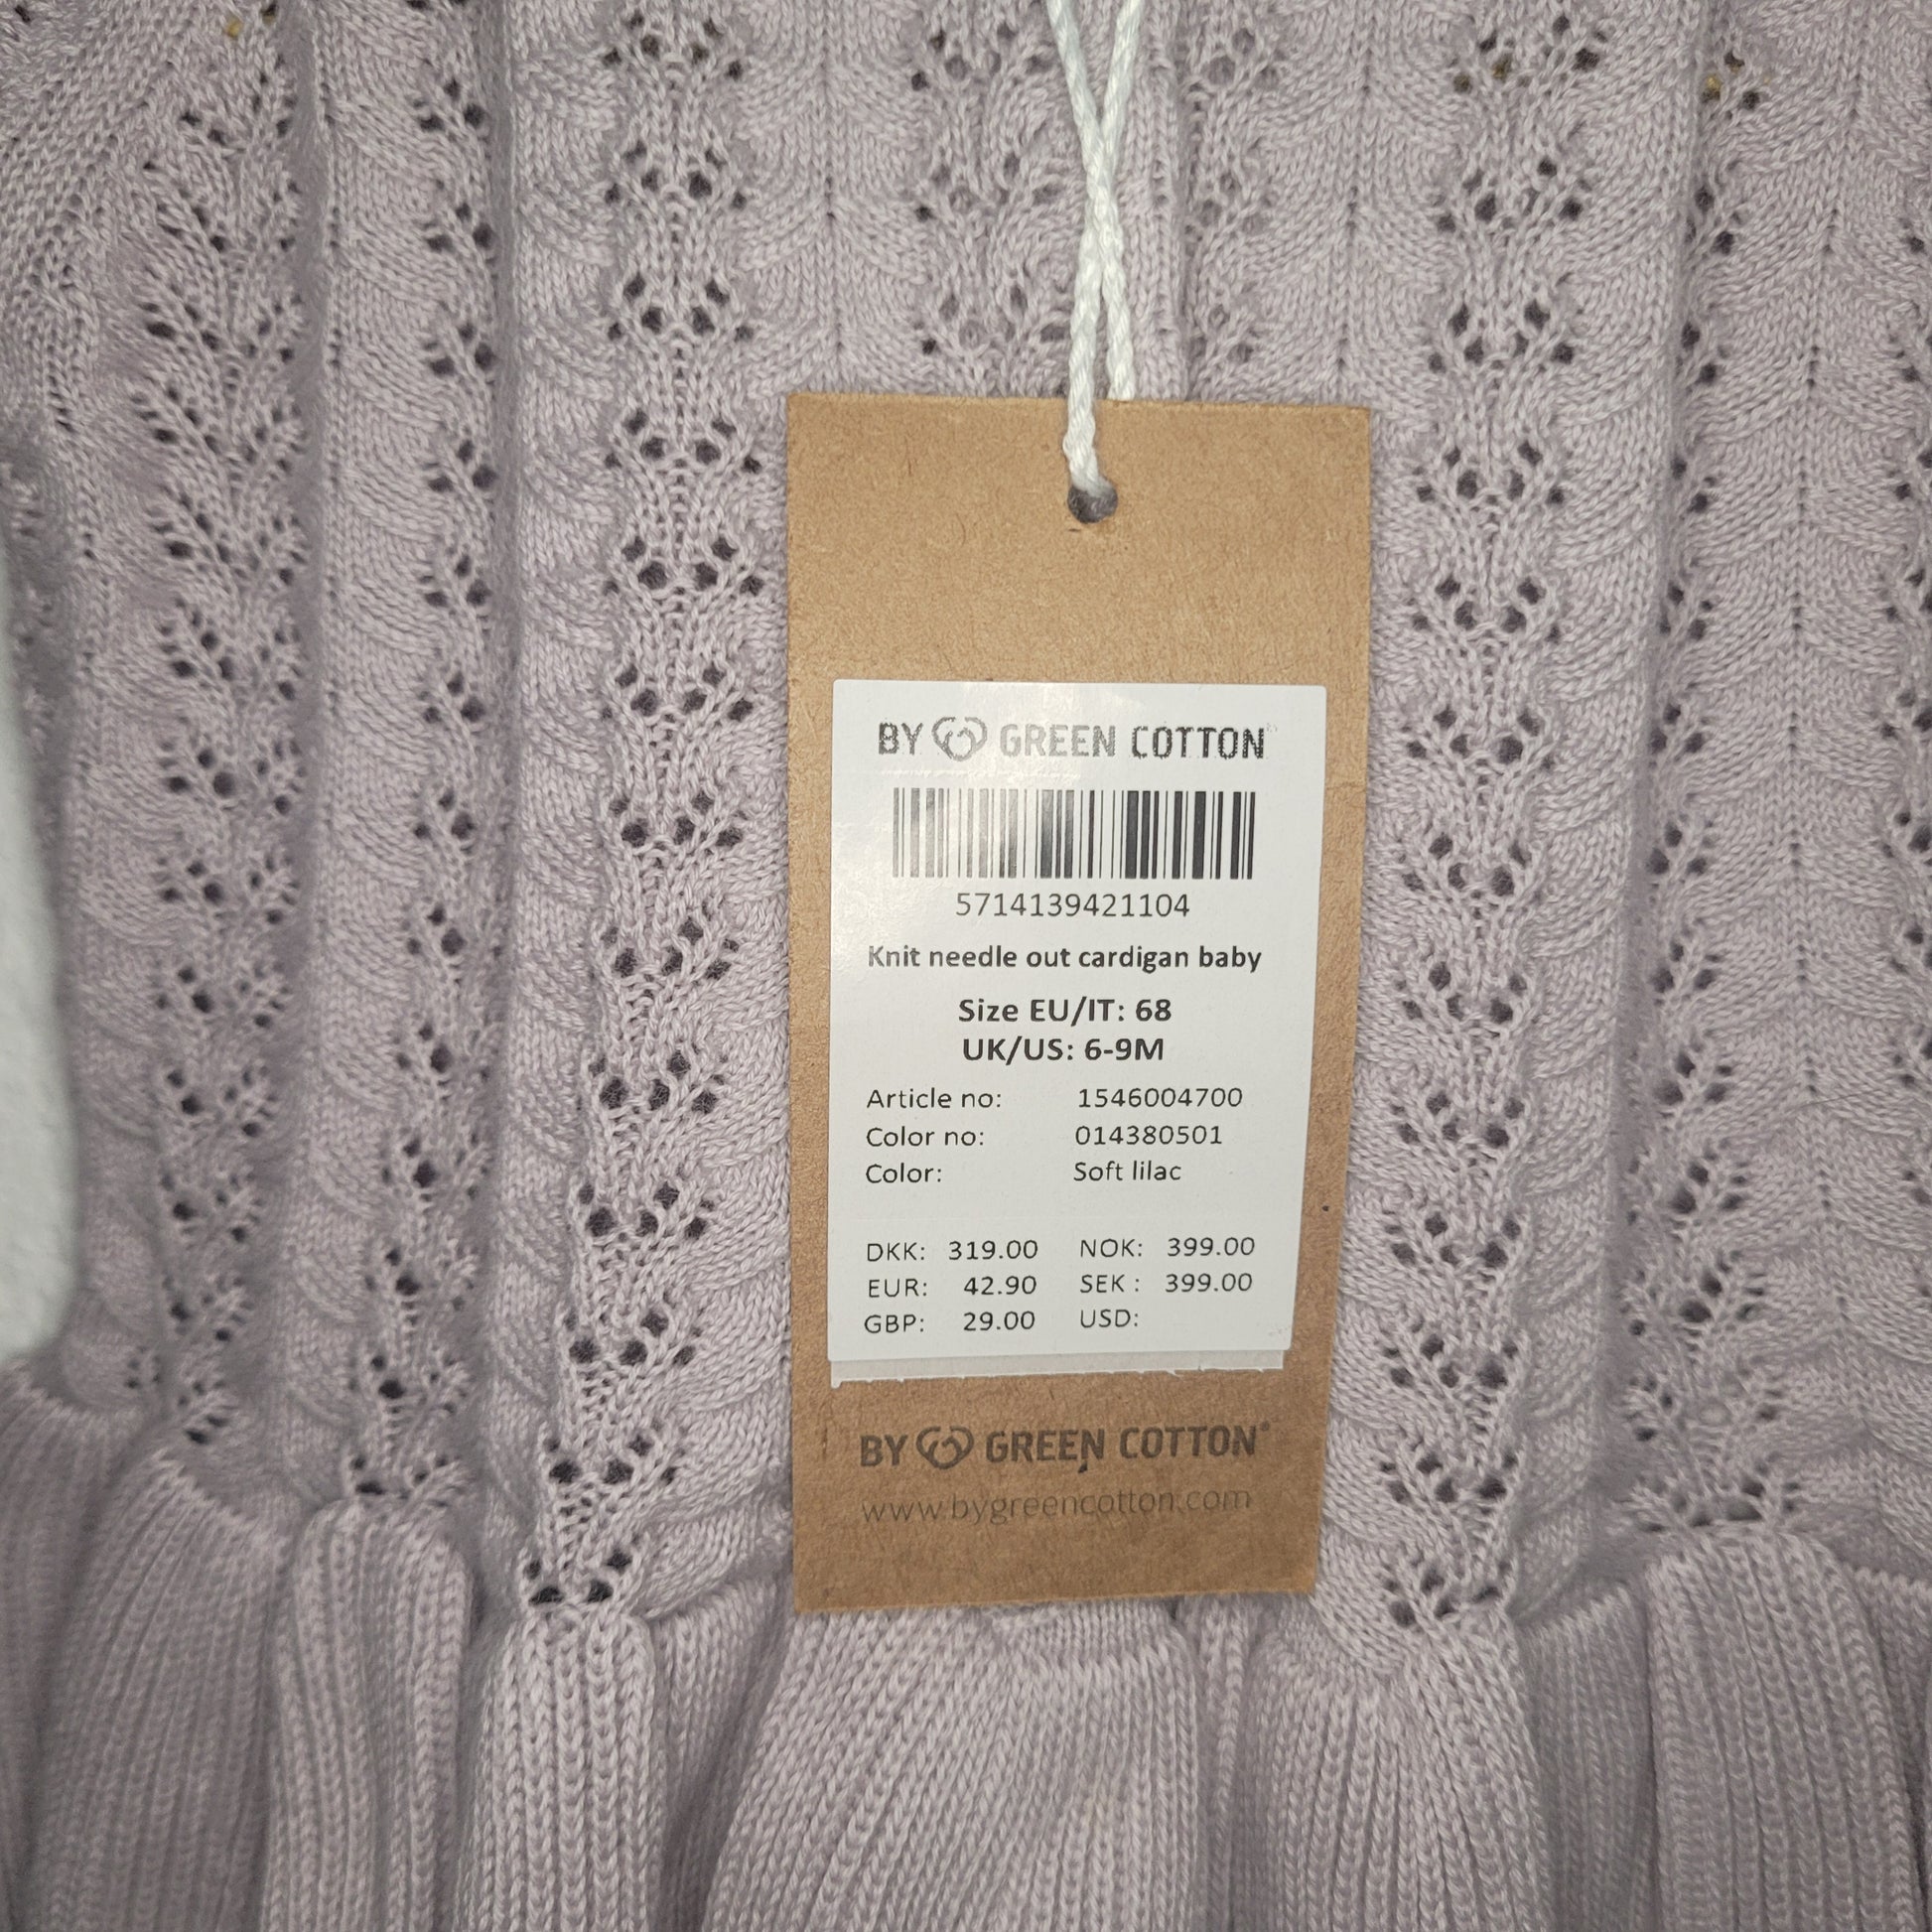 BY GREEN COTTON
5714139421104
Knit needle out cardigan baby
Size EU/IT: 68
UK/US: 6-9M
Article no: 1546004700
Color no: 014380501
Color: Soft lilac
DKK: 319.00 NOK: 399.00
EUR: 42.90 SEK : 399.00
GBP: 29.00 USD:
BY GREEN COTTON®
www.bygreencotton.com